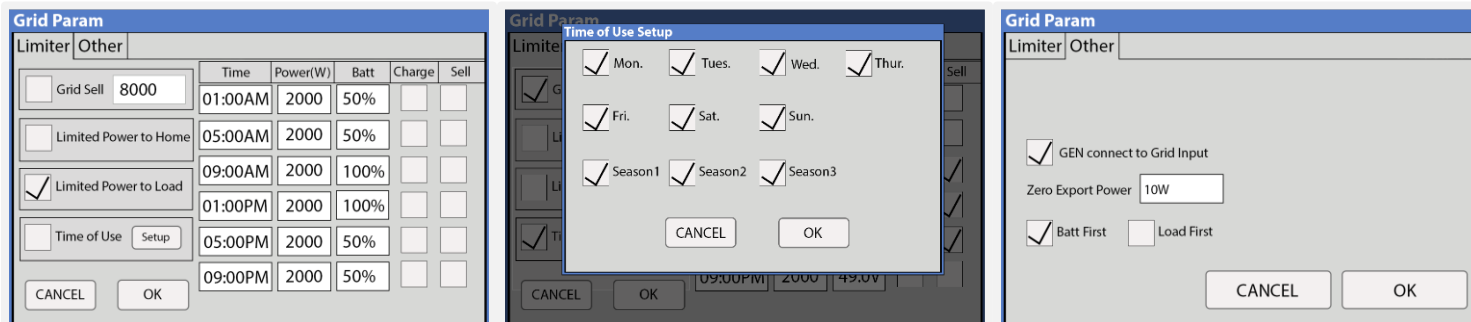 Grid Param
Limiter Other
Time Power(W) Batt Charge Sell
Grid Sell 8000
01:00AM 2000 50%
Limited Power to Home
05:00AM 2000 50%
09:00AM 2000 100%
Limited Power to Load
01:00PM 2000 100%
Time of Use Setup
05:00PM 2000 50%
09:00PM 2000 50%
CANCEL OK
Grid Param
Time of Use Setup
Limite
Sell
Mon. Tues. Wed. Thur.
G
Fri. Sat. Sun.
Li
Season1 Season2 Season3
Li
Ti
CANCEL OK
09:00PM 2000 49.0V
CANCEL OK
Grid Param
Limiter Other
GEN connect to Grid Input
Zero Export Power 10W
Batt First Load First
CANCEL OK